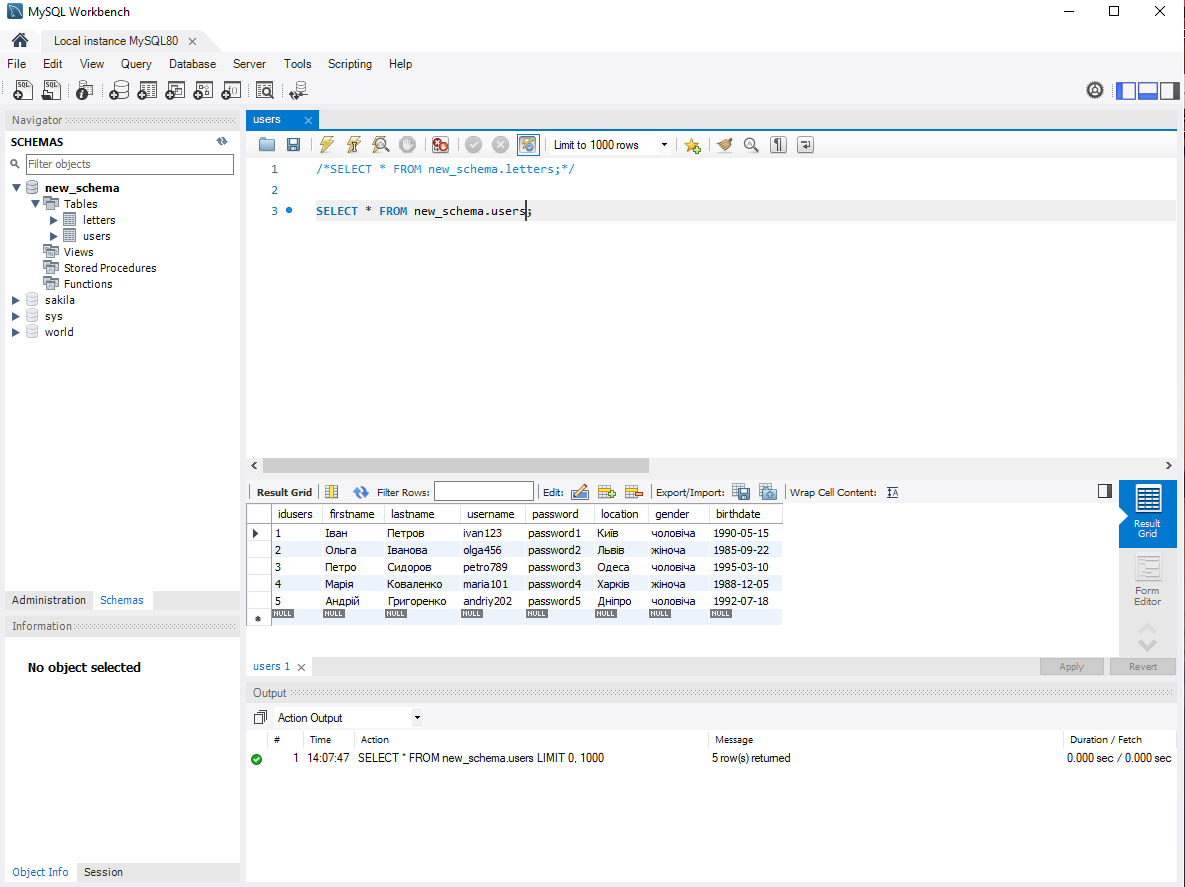 MySQL Workbench
Local instance MySQL80
File Edit View Query Database Server Tools Scripting Help
Navigator
SCHEMAS
Filter objects
new_schema
Tables
letters
users
Views
Stored Procedures
Functions
sakila
sys
world
Administration Schemas
Information
No object selected
Object Info Session
users
Limit to 1000 rows
1 /*SELECT * FROM new_schema.letters;*/
2
3 SELECT * FROM new_schema.users;
Result Grid Filter Rows: Edit: Export/Import: Wrap Cell Content:
idusers firstname lastname username password location gender birthdate
1 Іван Петров ivan123 password1 Київ чоловіча 1990-05-15
2 Ольга Іванова olga456 password2 Львів жіноча 1985-09-22
3 Петро Сидоров petro789 password3 Одеса чоловіча 1995-03-10
4 Марія Коваленко maria101 password4 Харків жіноча 1988-12-05
5 Андрій Григоренко andriy202 password5 Дніпро чоловіча 1992-07-18
NULL NULL NULL NULL NULL NULL NULL NULL
Result
Grid
Form
Editor
users 1
Apply Revert
Output
Action Output
# Time Action Message Duration / Fetch
1 14:07:47 SELECT * FROM new_schema.users LIMIT 0, 1000 5 row(s) returned 0.000 sec / 0.000 sec